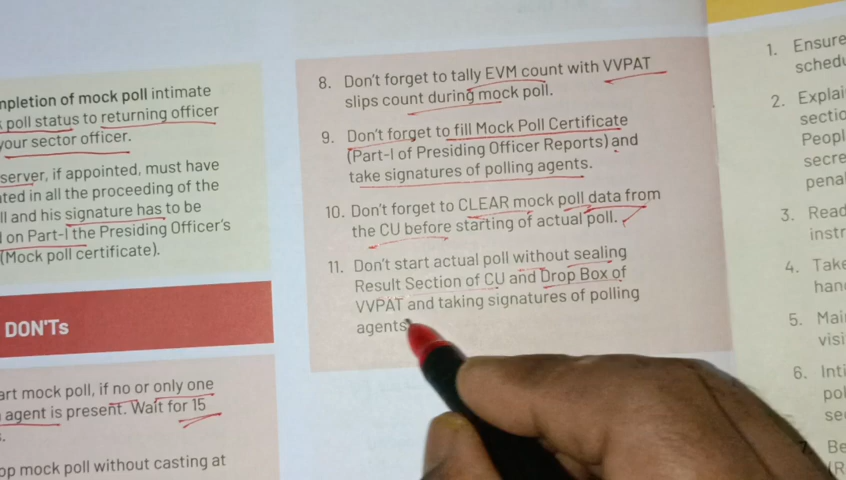 mpletion of mock poll intimate
poll status to returning officer
your sector officer.
server, if appointed, must have
ted in all the proceeding of the
ll and his signature has to be
on Part-I the Presiding Officer's
(Mock poll certificate).
DON'Ts
art mock poll, if no or only one
agent is present. Wait for 15
op mock poll without casting at
8. Don't forget to tally EVM count with VVPAT
slips count during mock poll.
9. Don't forget to fill Mock Poll Certificate
(Part-I of Presiding Officer Reports) and
take signatures of polling agents.
10. Don't forget to CLEAR mock poll data from
the CU before starting of actual poll.
11. Don't start actual poll without sealing
Result Section of CU and Drop Box of
VVPAT and taking signatures of polling
agents
1. Ensure
schedu
2. Explai
sectio
Peopl
secre
pena
3. Read
instr
4. Take
han
5. Mai
visi
6. Inti
pol
se
7. Be
(R